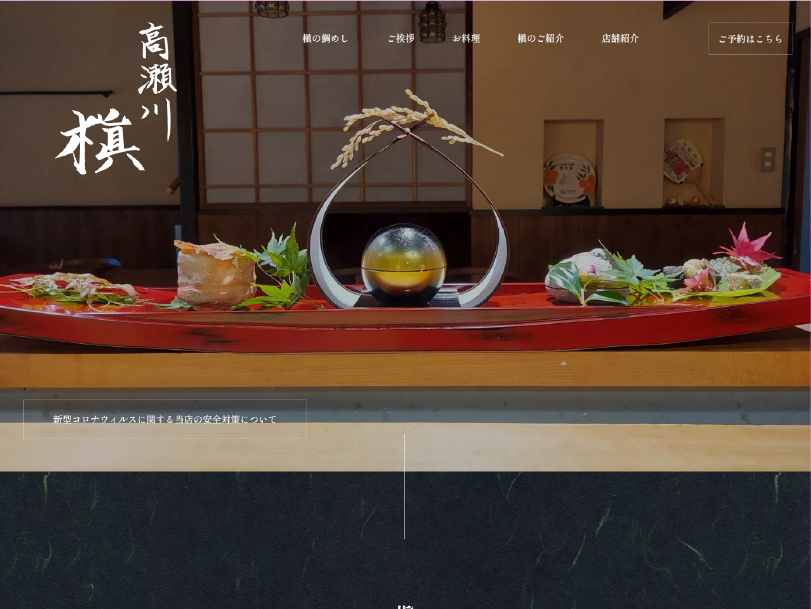 高瀬川
槇
槇の鯛めし
ご挨拶
お料理
槇のご紹介
店舗紹介
ご予約はこちら
新型コロナウィルスに関する当店の安全対策について